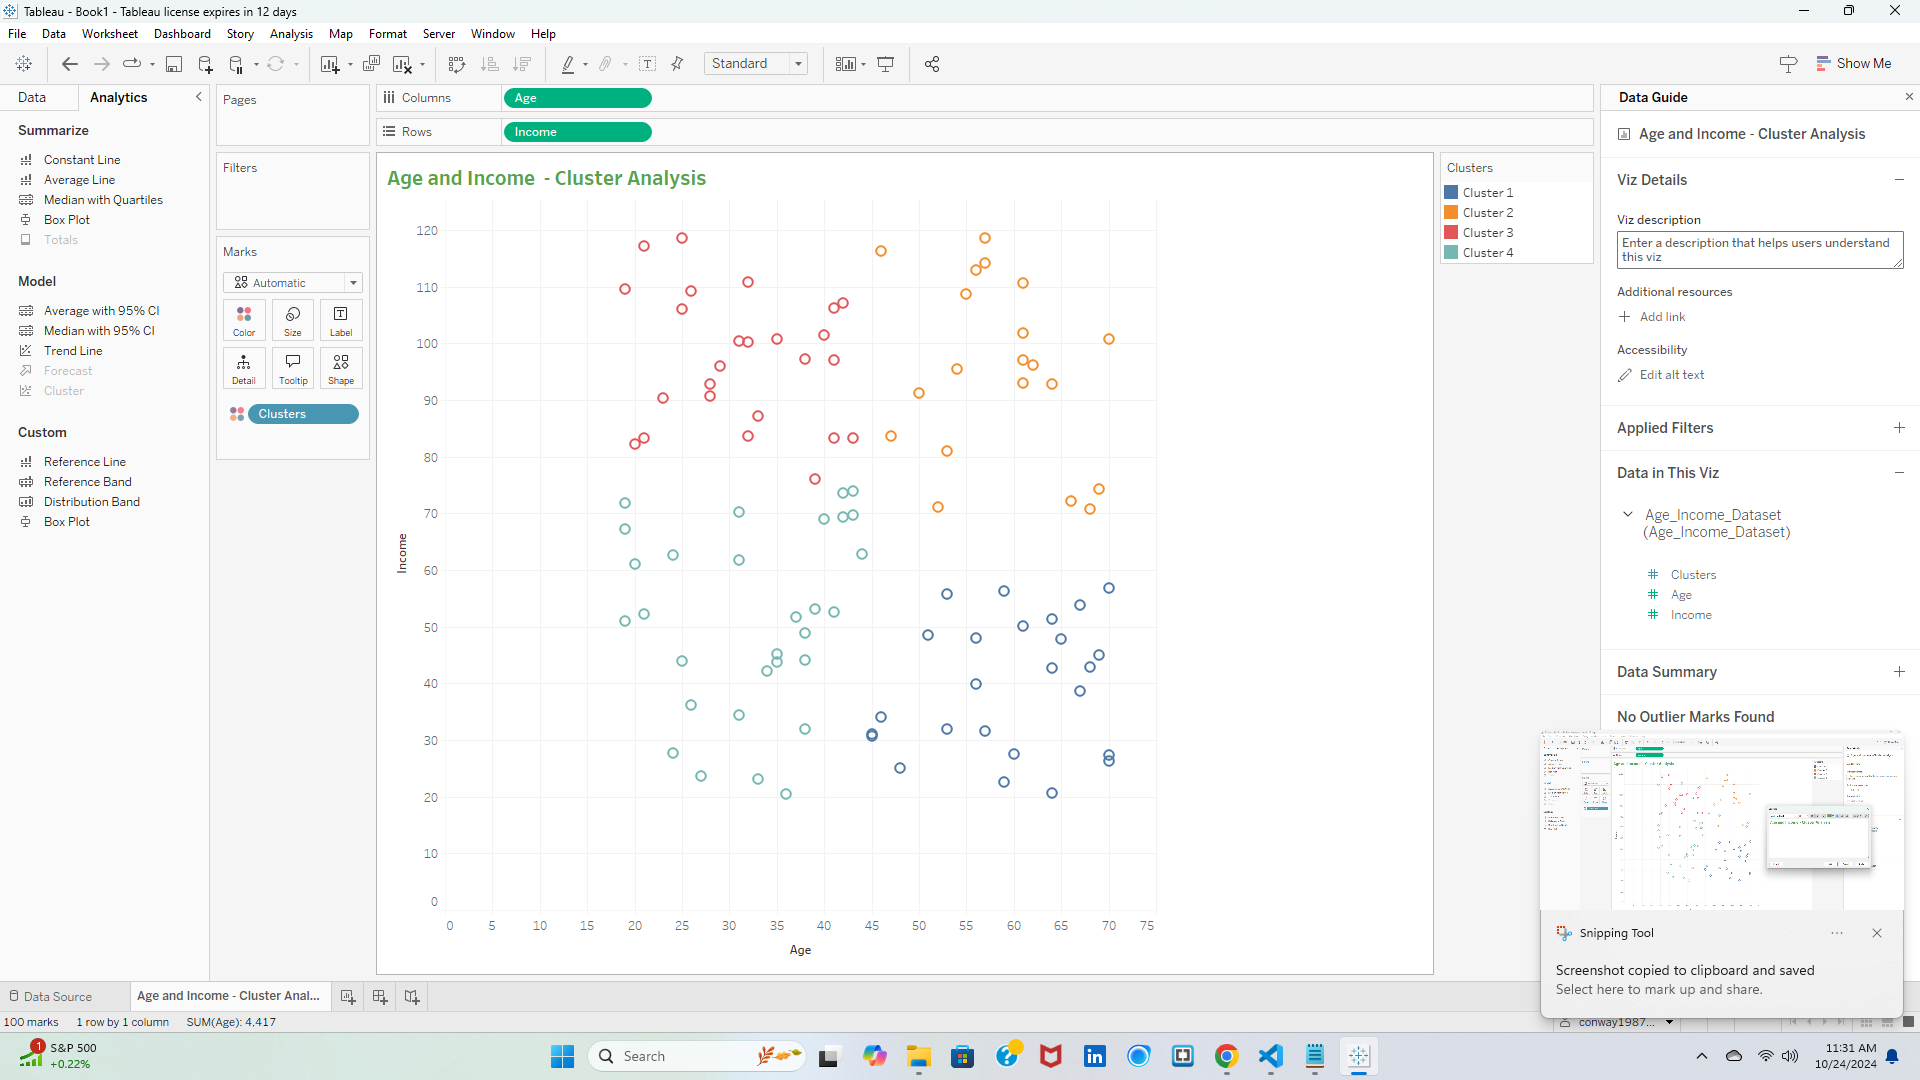 Tableau - Book1 - Tableau license expires in 12 days
File Data Worksheet Dashboard Story Analysis Map Format Server Window Help
Standard
Show Me
Data Analytics
Summarize
Constant Line
Average Line
Median with Quartiles
Box Plot
Totals
Model
Average with 95% CI
Median with 95% CI
Trend Line
Forecast
Cluster
Custom
Reference Line
Reference Band
Distribution Band
Box Plot
Pages
Filters
Marks
Automatic
Color Size Label
Detail Tooltip Shape
Clusters
Columns Age
Rows Income
Age and Income  - Cluster Analysis
120
110
100
90
80
70
60
50
40
30
20
10
0
Income
0 5 10 15 20 25 30 35 40 45 50 55 60 65 70 75
Age
Clusters
Cluster 1
Cluster 2
Cluster 3
Cluster 4
Data Guide
Age and Income - Cluster Analysis
Viz Details
Viz description
Enter a description that helps users understand
this viz
Additional resources
Add link
Accessibility
Edit alt text
Applied Filters
Data in This Viz
Age_Income_Dataset
(Age_Income_Dataset)
Clusters
Age
Income
Data Summary
No Outlier Marks Found
Age and Income - Cluster Analysis
Snipping Tool
Screenshot copied to clipboard and saved
Select here to mark up and share.
Data Source Age and Income - Cluster Anal...
100 marks 1 row by 1 column SUM(Age): 4,417
conway1987...
1
S&P 500
+0.22%
Search
11:31 AM
10/24/2024